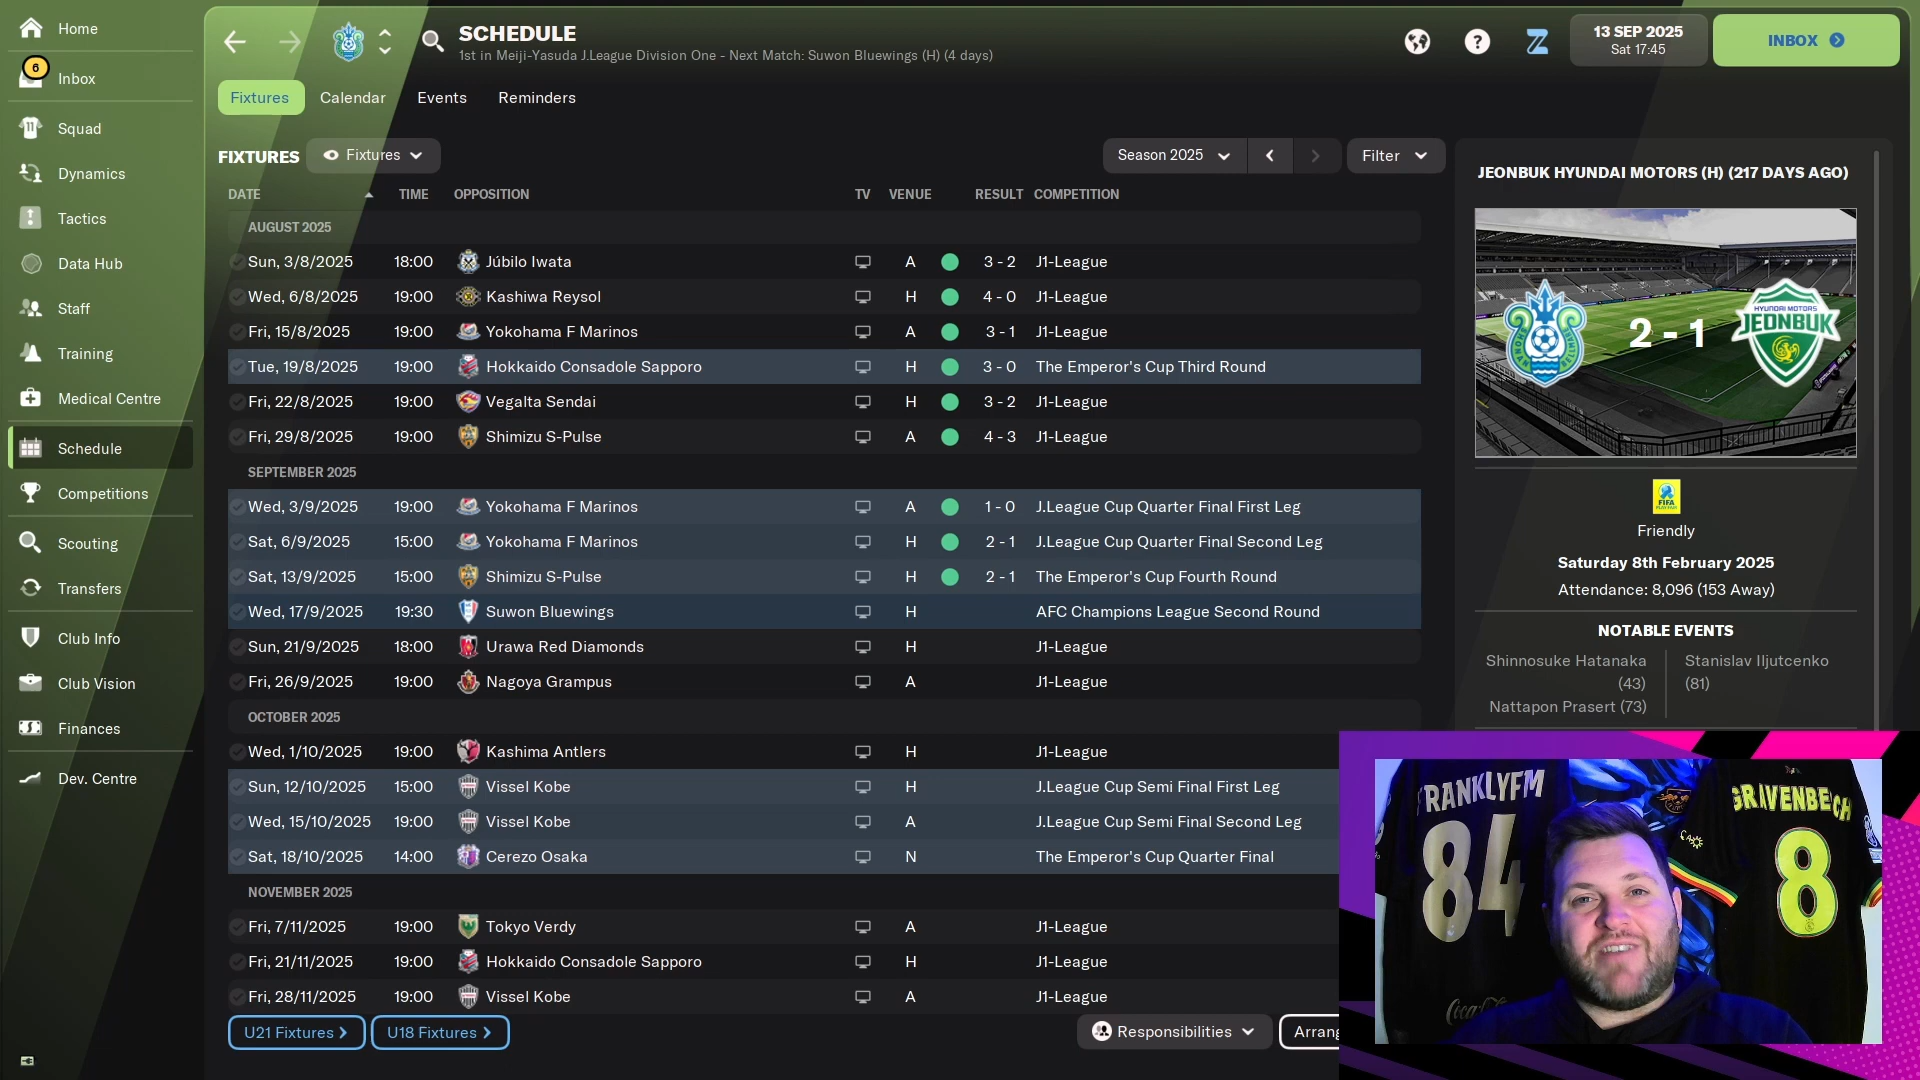 Home
6
Inbox
Squad
Dynamics
Tactics
Data Hub
Staff
Training
Medical Centre
Schedule
Competitions
Scouting
Transfers
Club Info
Club Vision
Finances
Dev. Centre
SCHEDULE
1st in Meiji-Yasuda J.League Division One - Next Match: Suwon Bluewings (H) (4 days)
13 SEP 2025
Sat 17:45
INBOX
Fixtures Calendar Events Reminders
FIXTURES Fixtures Season 2025 Filter
DATE TIME OPPOSITION TV VENUE RESULT COMPETITION
AUGUST 2025
Sun, 3/8/2025 18:00 Júbilo Iwata A 3 - 2 J1-League
Wed, 6/8/2025 19:00 Kashiwa Reysol H 4 - 0 J1-League
Fri, 15/8/2025 19:00 Yokohama F Marinos A 3 - 1 J1-League
Tue, 19/8/2025 19:00 Hokkaido Consadole Sapporo H 3 - 0 The Emperor's Cup Third Round
Fri, 22/8/2025 19:00 Vegalta Sendai H 3 - 2 J1-League
Fri, 29/8/2025 19:00 Shimizu S-Pulse A 4 - 3 J1-League
SEPTEMBER 2025
Wed, 3/9/2025 19:00 Yokohama F Marinos A 1 - 0 J.League Cup Quarter Final First Leg
Sat, 6/9/2025 15:00 Yokohama F Marinos H 2 - 1 J.League Cup Quarter Final Second Leg
Sat, 13/9/2025 15:00 Shimizu S-Pulse H 2 - 1 The Emperor's Cup Fourth Round
Wed, 17/9/2025 19:30 Suwon Bluewings H AFC Champions League Second Round
Sun, 21/9/2025 18:00 Urawa Red Diamonds H J1-League
Fri, 26/9/2025 19:00 Nagoya Grampus A J1-League
OCTOBER 2025
Wed, 1/10/2025 19:00 Kashima Antlers H J1-League
Sun, 12/10/2025 15:00 Vissel Kobe H J.League Cup Semi Final First Leg
Wed, 15/10/2025 19:00 Vissel Kobe A J.League Cup Semi Final Second Leg
Sat, 18/10/2025 14:00 Cerezo Osaka N The Emperor's Cup Quarter Final
NOVEMBER 2025
Fri, 7/11/2025 19:00 Tokyo Verdy A J1-League
Fri, 21/11/2025 19:00 Hokkaido Consadole Sapporo H J1-League
Fri, 28/11/2025 19:00 Vissel Kobe A J1-League
U21 Fixtures U18 Fixtures Responsibilities Arrang
JEONBUK HYUNDAI MOTORS (H) (217 DAYS AGO)
2 - 1
HYUNDAI MOTORS
JEONBUK
FIFA
Friendly
Saturday 8th February 2025
Attendance: 8,096 (153 Away)
NOTABLE EVENTS
Shinnosuke Hatanaka
(43)
Nattapon Prasert (73)
Stanislav Iljutcenko
(81)
FRANKLYFM
84
GRAVENBECH
8
Coca-Co